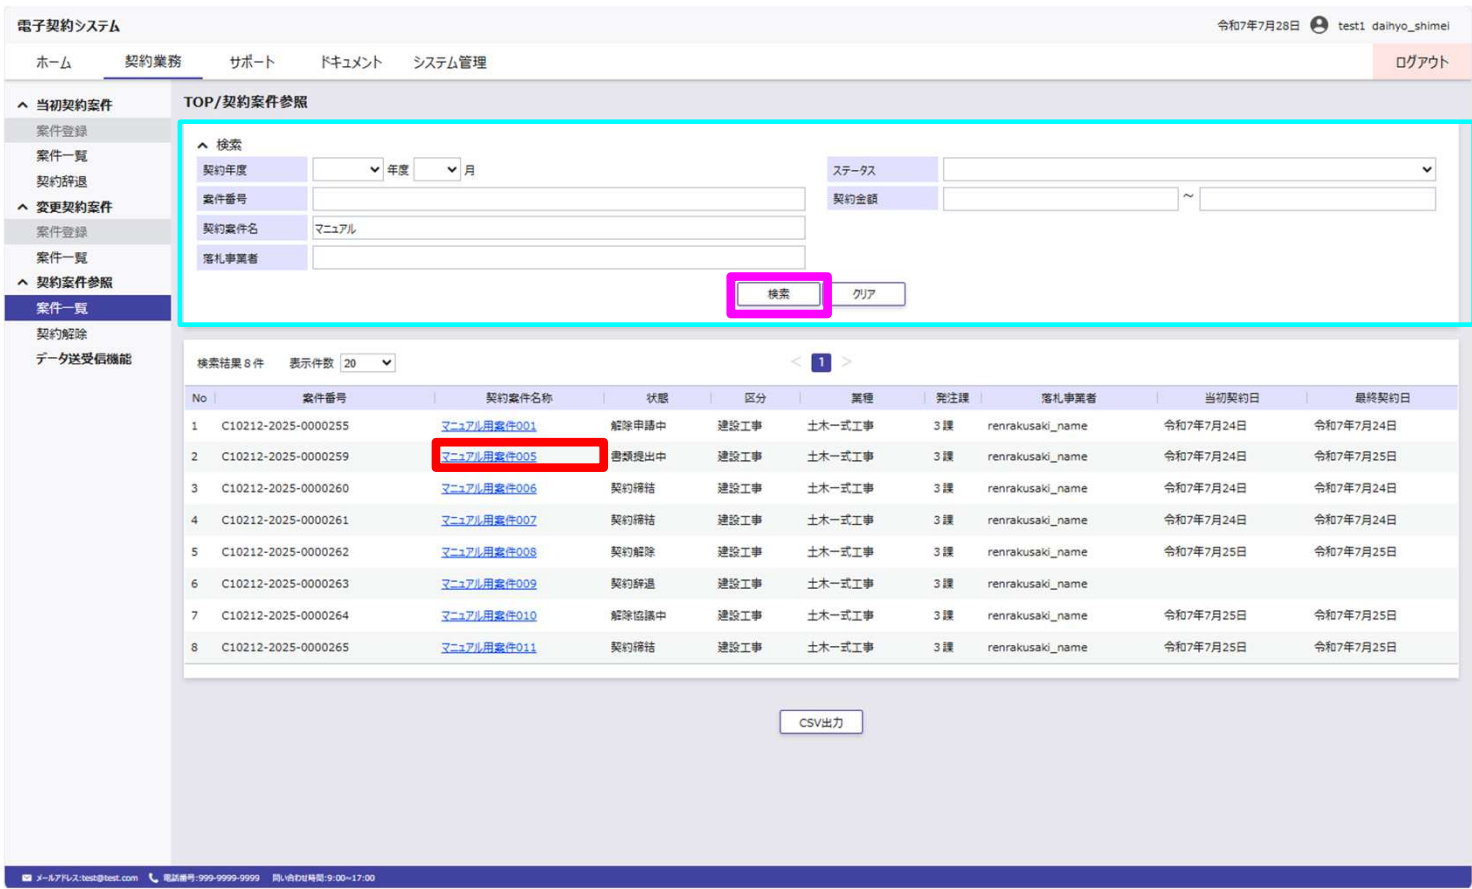 電子契約システム
令和7年7月28日 test1 daihyo_shimei
ホーム 契約業務 サポート ドキュメント システム管理 ログアウト
当初契約案件
案件登録
案件一覧
契約辞退
変更契約案件
案件登録
案件一覧
契約案件参照
案件一覧
契約解除
データ送受信機能
TOP/契約案件参照
検索
契約年度 年度 月 ステータス
案件番号 契約金額 ~
契約案件名 マニュアル
落札事業者
検索 クリア
検索結果 8 件 表示件数 20 < 1 >
No 案件番号 契約案件名称 状態 区分 業種 発注課 落札事業者 当初契約日 最終契約日
1 C10212-2025-0000255 マニュアル用案件001 解除申請中 建設工事 土木一式工事 3課 renrakusaki_name 令和7年7月24日 令和7年7月24日
2 C10212-2025-0000259 マニュアル用案件005 書類提出中 建設工事 土木一式工事 3課 renrakusaki_name 令和7年7月24日 令和7年7月25日
3 C10212-2025-0000260 マニュアル用案件006 契約締結 建設工事 土木一式工事 3課 renrakusaki_name 令和7年7月24日 令和7年7月24日
4 C10212-2025-0000261 マニュアル用案件007 契約締結 建設工事 土木一式工事 3課 renrakusaki_name 令和7年7月24日 令和7年7月24日
5 C10212-2025-0000262 マニュアル用案件008 契約解除 建設工事 土木一式工事 3課 renrakusaki_name 令和7年7月25日 令和7年7月25日
6 C10212-2025-0000263 マニュアル用案件009 契約辞退 建設工事 土木一式工事 3課 renrakusaki_name
7 C10212-2025-0000264 マニュアル用案件010 解除協議中 建設工事 土木一式工事 3課 renrakusaki_name 令和7年7月25日 令和7年7月25日
8 C10212-2025-0000265 マニュアル用案件011 契約締結 建設工事 土木一式工事 3課 renrakusaki_name 令和7年7月25日 令和7年7月25日
CSV出力
メールアドレス:test@test.com 電話番号:999-9999-9999 問い合わせ時間:9:00~17:00